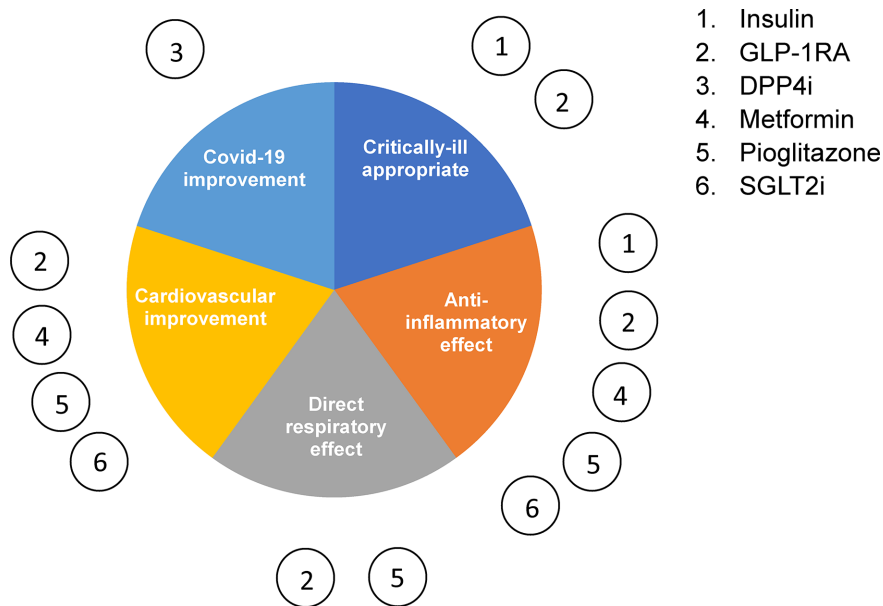 3
1
2
Covid-19
improvement
Critically-ill
appropriate
2
4
5
6
Cardiovascular
improvement
Anti-
inflammatory
effect
1
2
4
5
6
Direct
respiratory
effect
2
5
1. Insulin
2. GLP-1RA
3. DPP4i
4. Metformin
5. Pioglitazone
6. SGLT2i